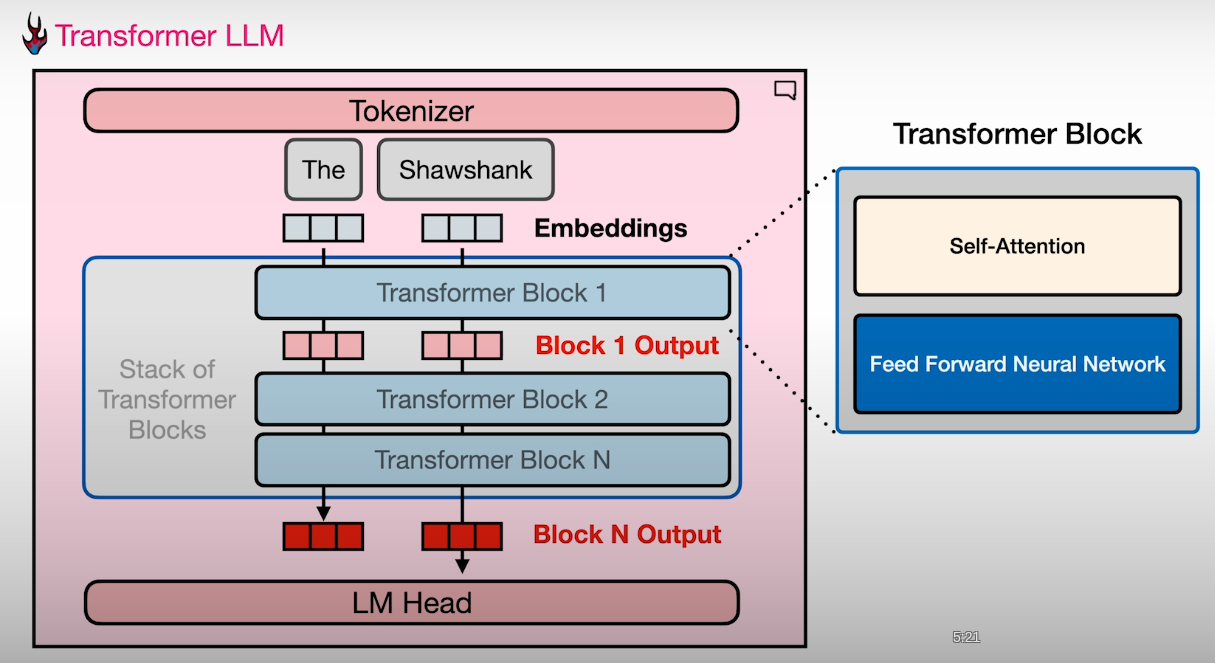 Transformer LLM
Tokenizer
The
Shawshank
Embeddings
Transformer Block 1
Block 1 Output
Stack of
Transformer
Blocks
Transformer Block 2
Transformer Block N
Block N Output
LM Head
Transformer Block
Self-Attention
Feed Forward Neural Network
5:21